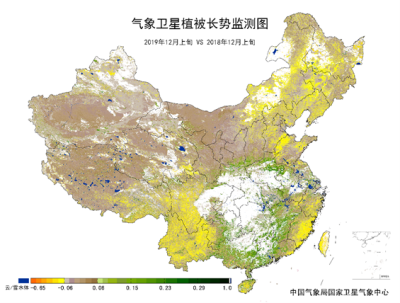 气象卫星植被长势监测图
2019年12月上旬 VS 2018年12月上旬
云/雪水体 -0.65 -0.06 0.08 0.15 0.23 0.29 1.0
中国气象局国家卫星气象中心